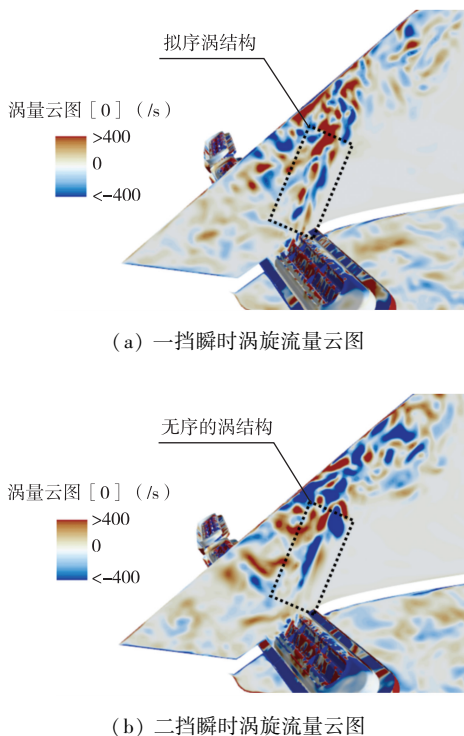 拟序涡结构
涡量云图［0］（/s）
>400
0
<-400
（a）一挡瞬时涡旋流量云图
无序的涡结构
涡量云图［0］（/s）
>400
0
<-400
（b）二挡瞬时涡旋流量云图